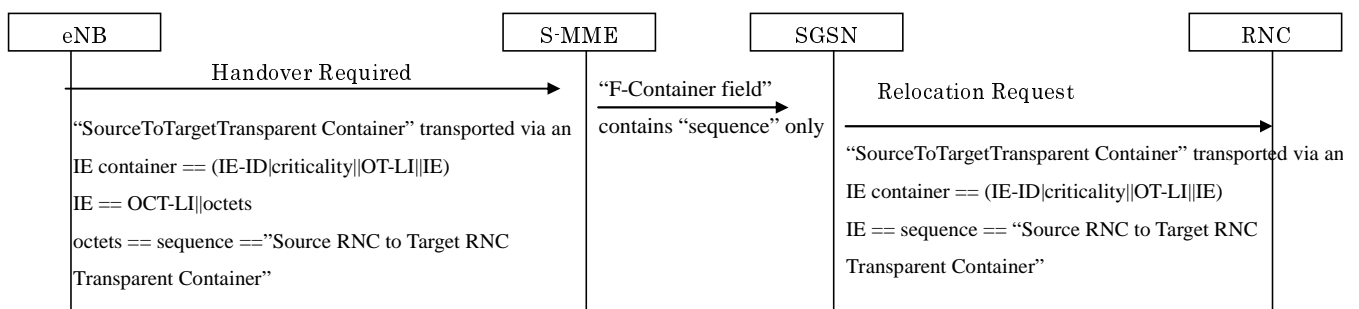 eNB
S-MME
SGSN
RNC
Handover Required
“SourceToTargetTransparent Container” transported via an
IE container == (IE-ID|criticality||OT-LI||IE)
IE == OCT-LI||octets
octets == sequence ==”Source RNC to Target RNC
Transparent Container”
“F-Container field”
contains “sequence” only
Relocation Request
“SourceToTargetTransparent Container” transported via an
IE container == (IE-ID|criticality||OT-LI||IE)
IE == sequence == “Source RNC to Target RNC
Transparent Container”